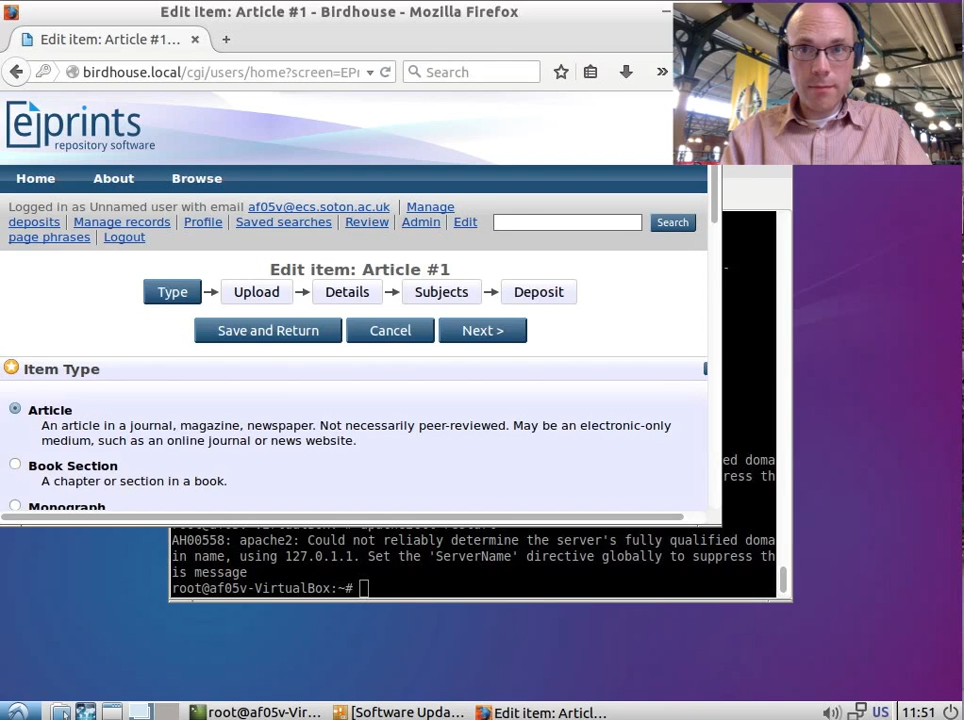 Edit item: Article #1 - Birdhouse - Mozilla Firefox
Edit item: Article #1...
birdhouse.local/cgi/users/home?screen=EPr
Search
eprints
repository software
Home About Browse
Logged in as Unnamed user with email af05v@ecs.soton.ac.uk | Manage
deposits | Manage records | Profile | Saved searches | Review | Admin | Edit
page phrases | Logout
Search
Edit item: Article #1
Type Upload Details Subjects Deposit
Save and Return Cancel Next >
Item Type
Article
An article in a journal, magazine, newspaper. Not necessarily peer-reviewed. May be an electronic-only
medium, such as an online journal or news website.
Book Section
A chapter or section in a book.
Monograph
ed doma
ress th
AH00558: apache2: Could not reliably determine the server's fully qualified doma
in name, using 127.0.1.1. Set the 'ServerName' directive globally to suppress th
is message
root@af05v-VirtualBox:~#
root@af05v-Vir... [Software Upda... Edit item: Articl... US 11:51